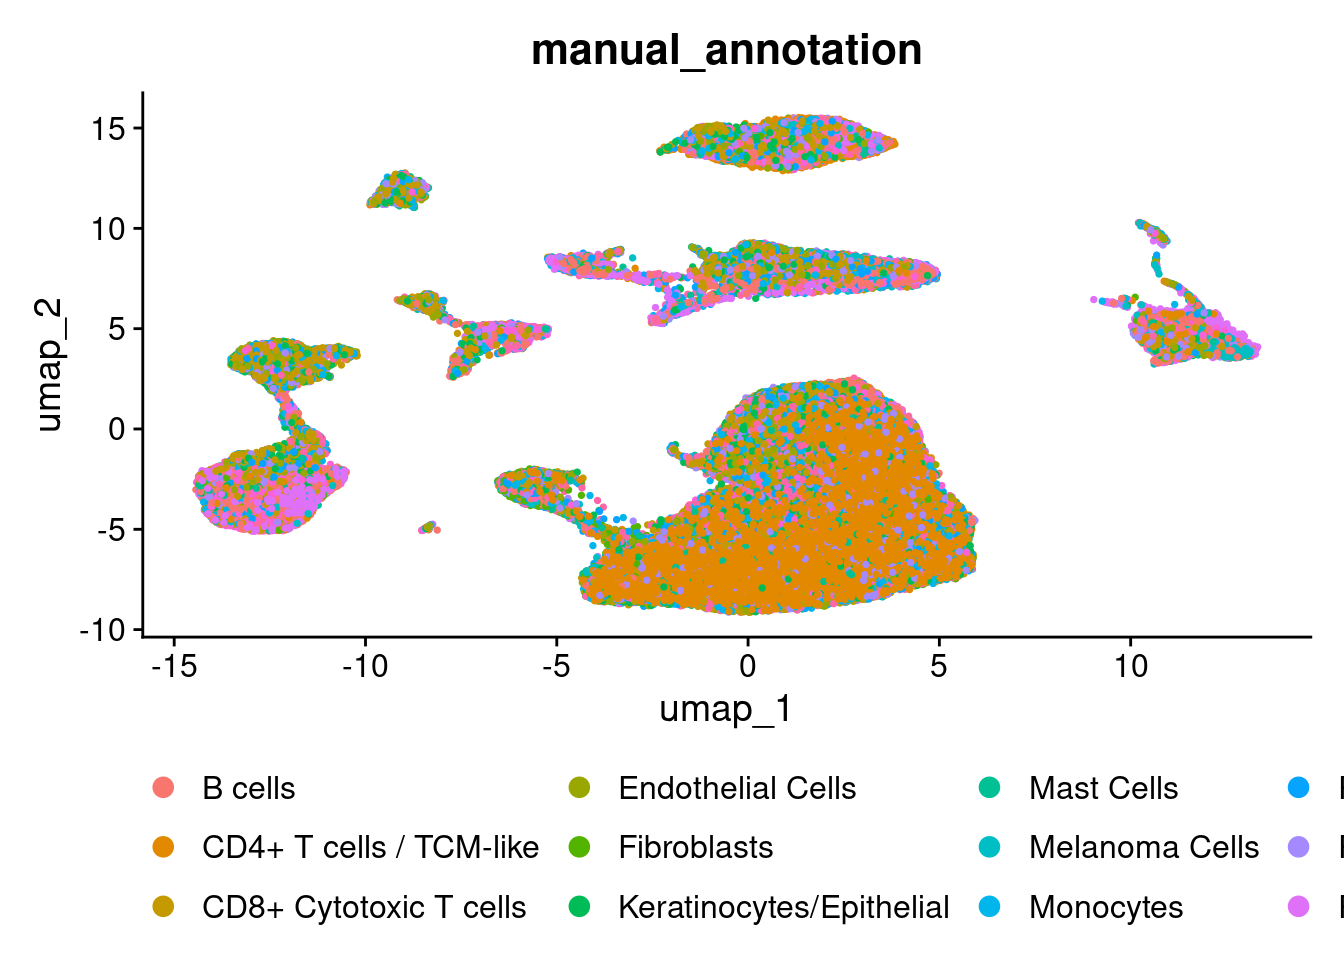 manual_annotation
15
10
5
0
-5
-10
umap_2
-15 -10 -5 0 5 10
umap_1
B cells Endothelial Cells Mast Cells
CD4+ T cells / TCM-like Fibroblasts Melanoma Cells
CD8+ Cytotoxic T cells Keratinocytes/Epithelial Monocytes